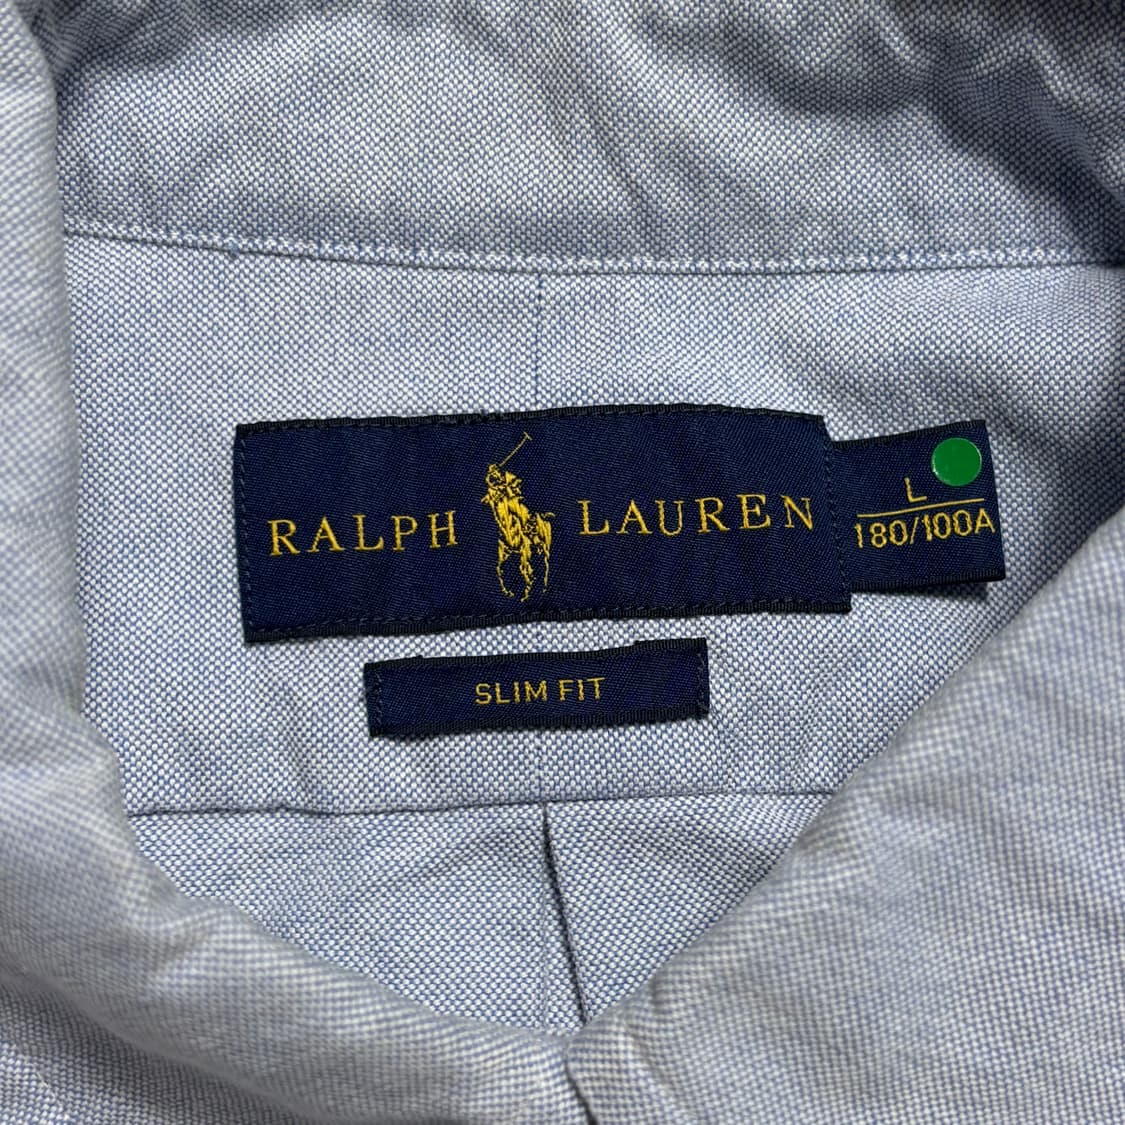 RALPH LAUREN
L
180/100A
SLIM FIT